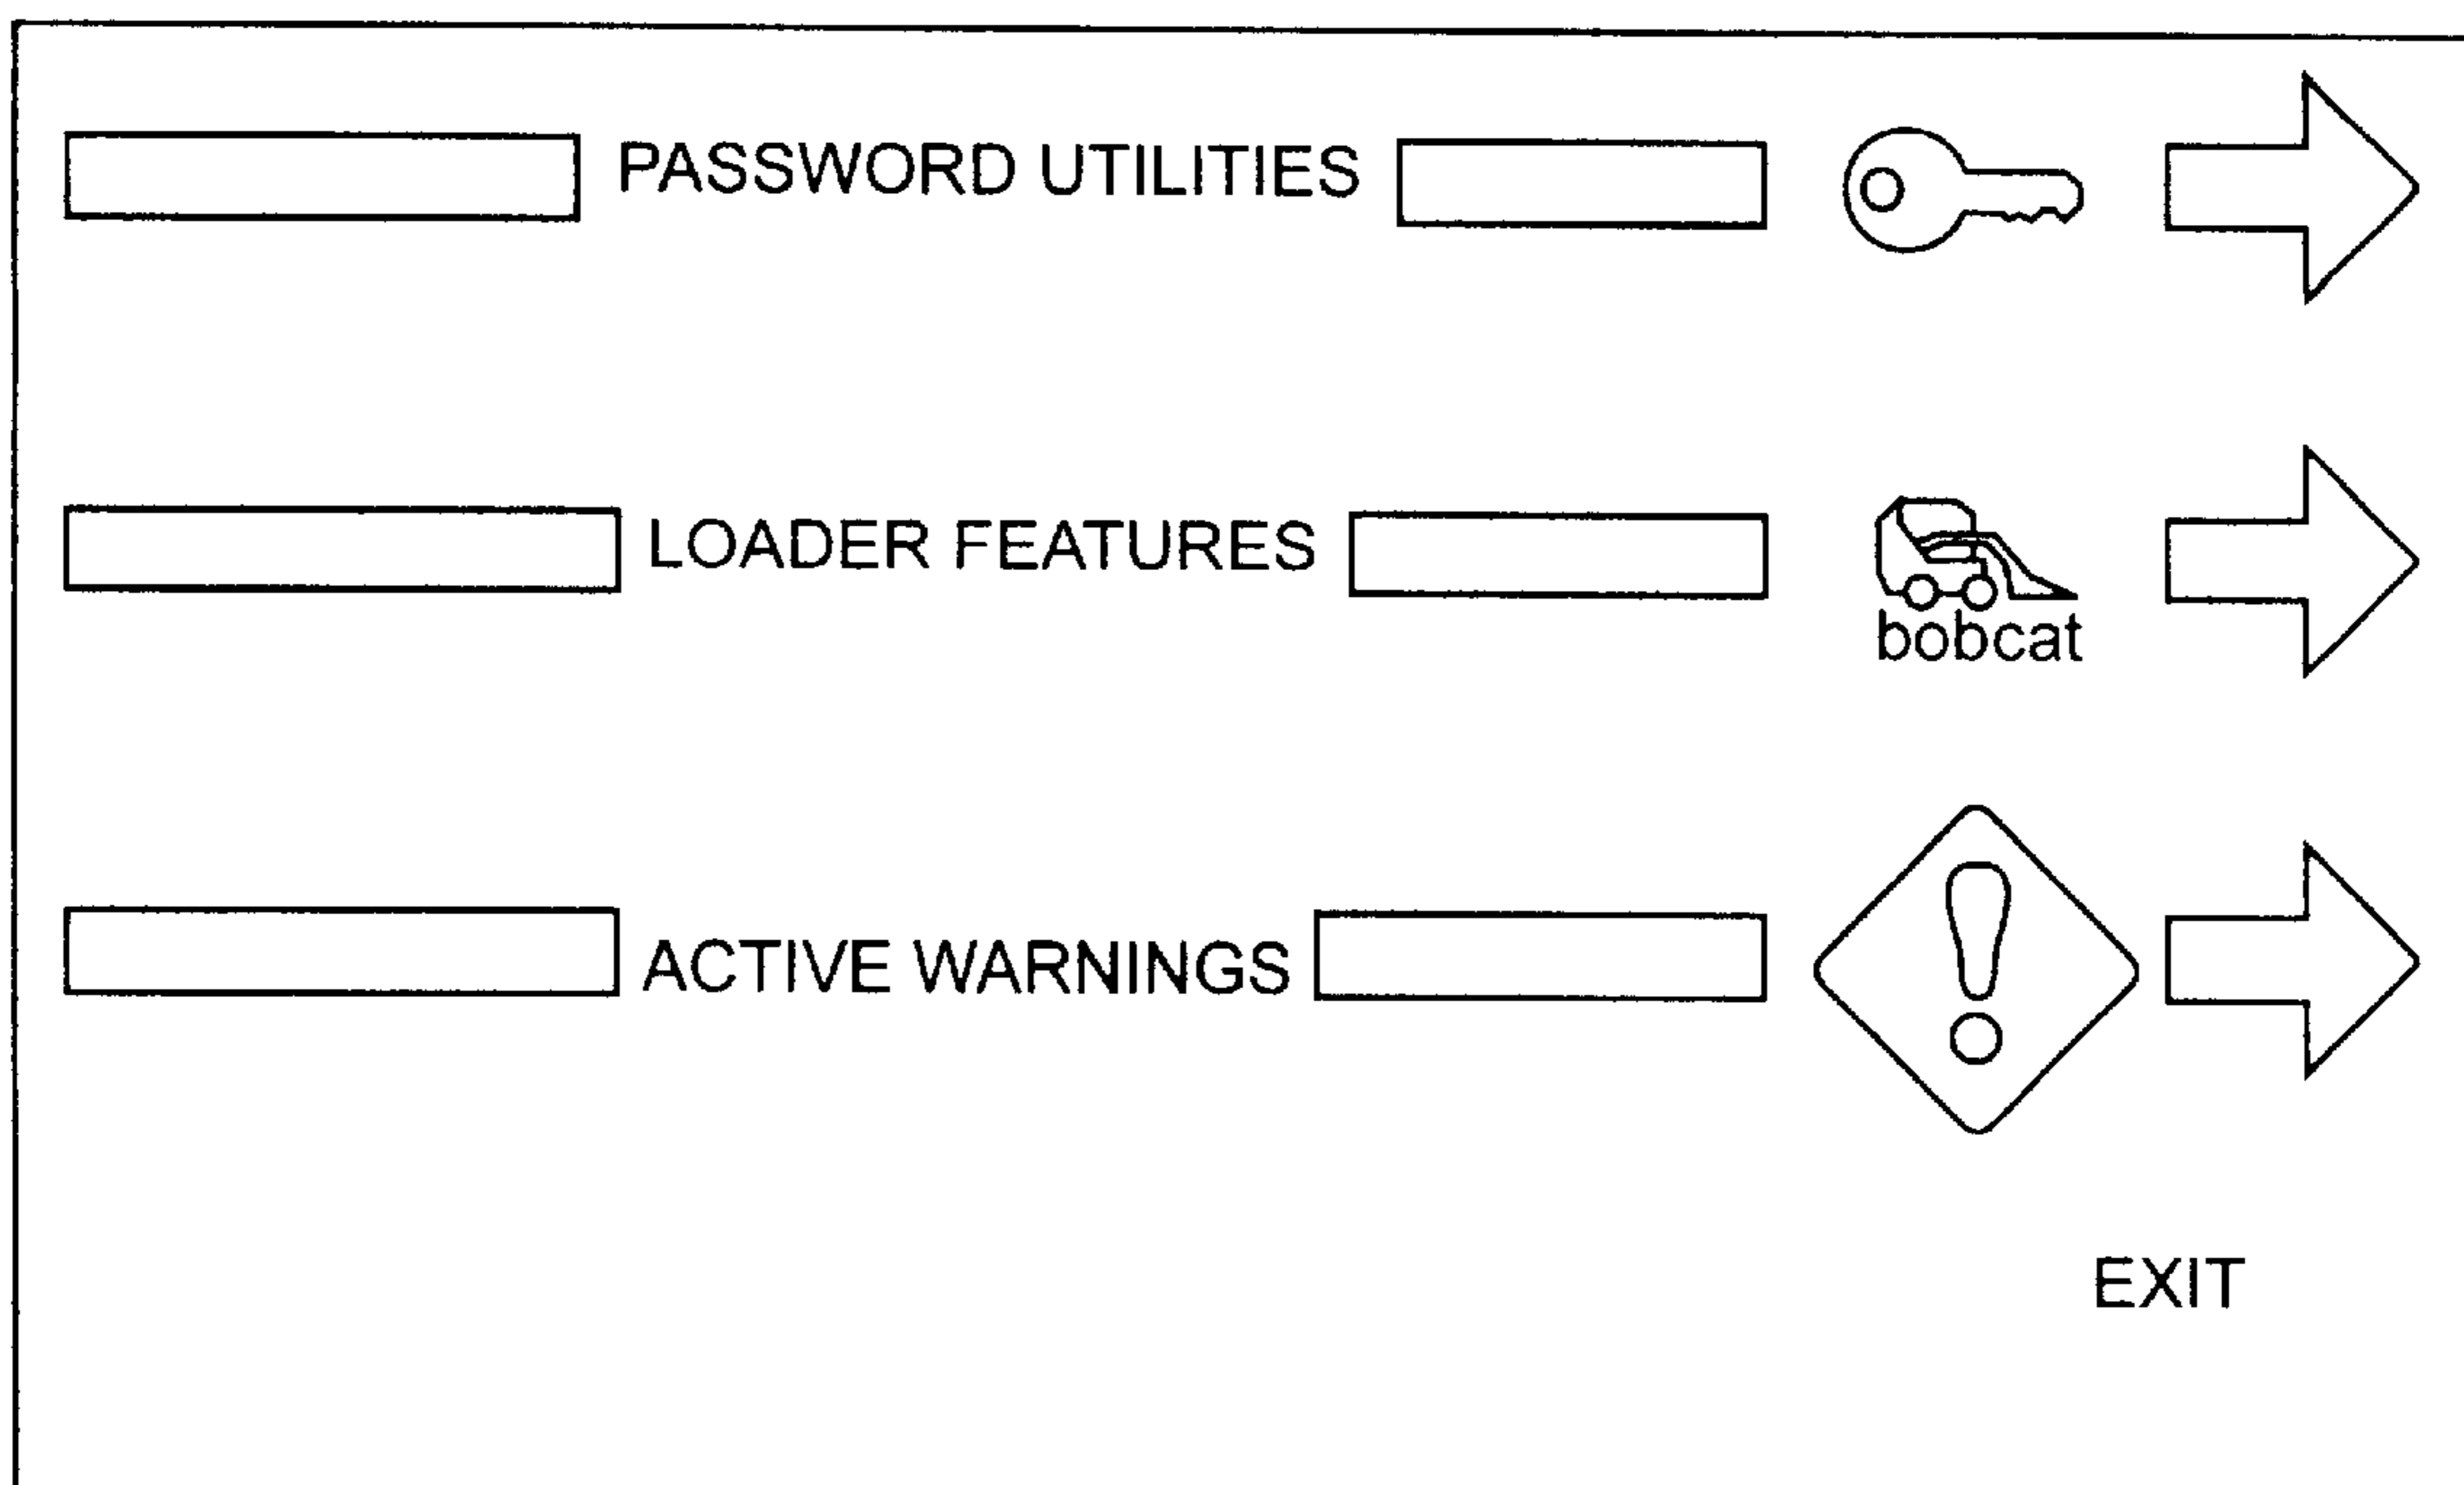 PASSWORD UTILITIES
LOADER FEATURES
bobcat
ACTIVE WARNINGS
EXIT